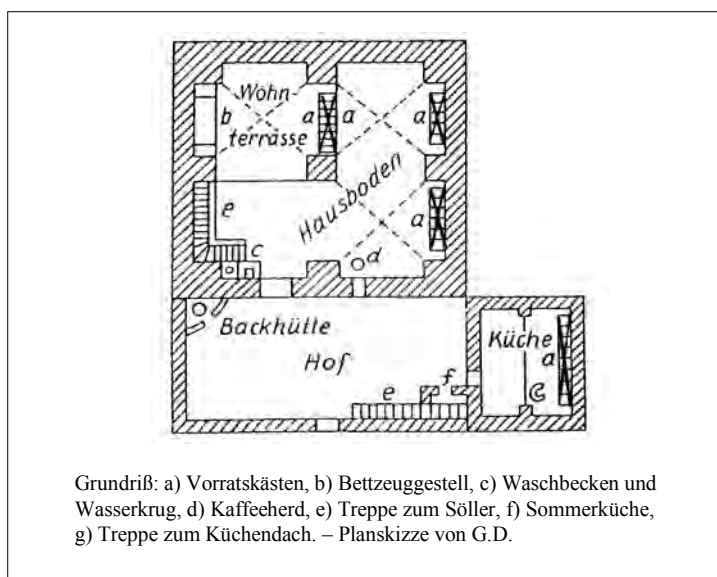 Wohn-
b
a
a
a
terrässe
Hausboden
e
a
c
d
Backhütte
Hof
Küche
a
f
e
Grundriß: a) Vorratskästen, b) Bettzeuggestell, c) Waschbecken und
Wasserkrug, d) Kaffeeherd, e) Treppe zum Söller, f) Sommerküche,
g) Treppe zum Küchendach. – Planskizze von G.D.